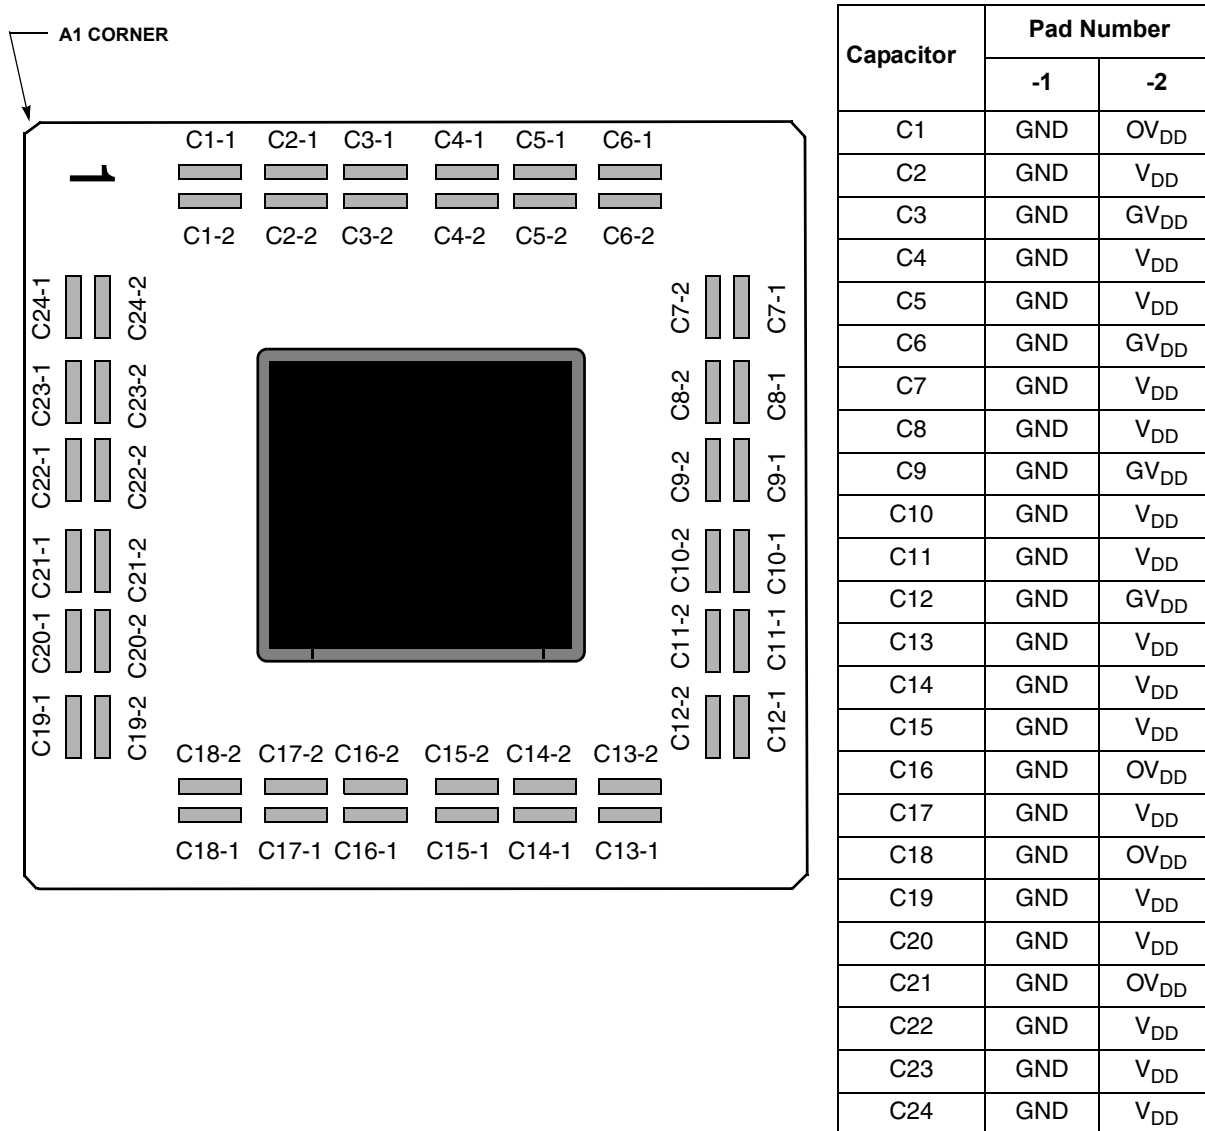 A1 CORNER
1
C1-1 C2-1 C3-1 C4-1 C5-1 C6-1
C1-2 C2-2 C3-2 C4-2 C5-2 C6-2
C24-1 C24-2 C7-2 C7-1
C23-1 C23-2 C8-2 C8-1
C22-1 C22-2 C9-2 C9-1
C21-1 C21-2 C10-2 C10-1
C20-1 C20-2 C11-2 C11-1
C19-1 C19-2 C12-2 C12-1
C18-2 C17-2 C16-2 C15-2 C14-2 C13-2
C18-1 C17-1 C16-1 C15-1 C14-1 C13-1
Capacitor Pad Number
-1 -2
C1 GND OVDD
C2 GND VDD
C3 GND GVDD
C4 GND VDD
C5 GND VDD
C6 GND GVDD
C7 GND VDD
C8 GND VDD
C9 GND GVDD
C10 GND VDD
C11 GND VDD
C12 GND GVDD
C13 GND VDD
C14 GND VDD
C15 GND VDD
C16 GND OVDD
C17 GND VDD
C18 GND OVDD
C19 GND VDD
C20 GND VDD
C21 GND OVDD
C22 GND VDD
C23 GND VDD
C24 GND VDD